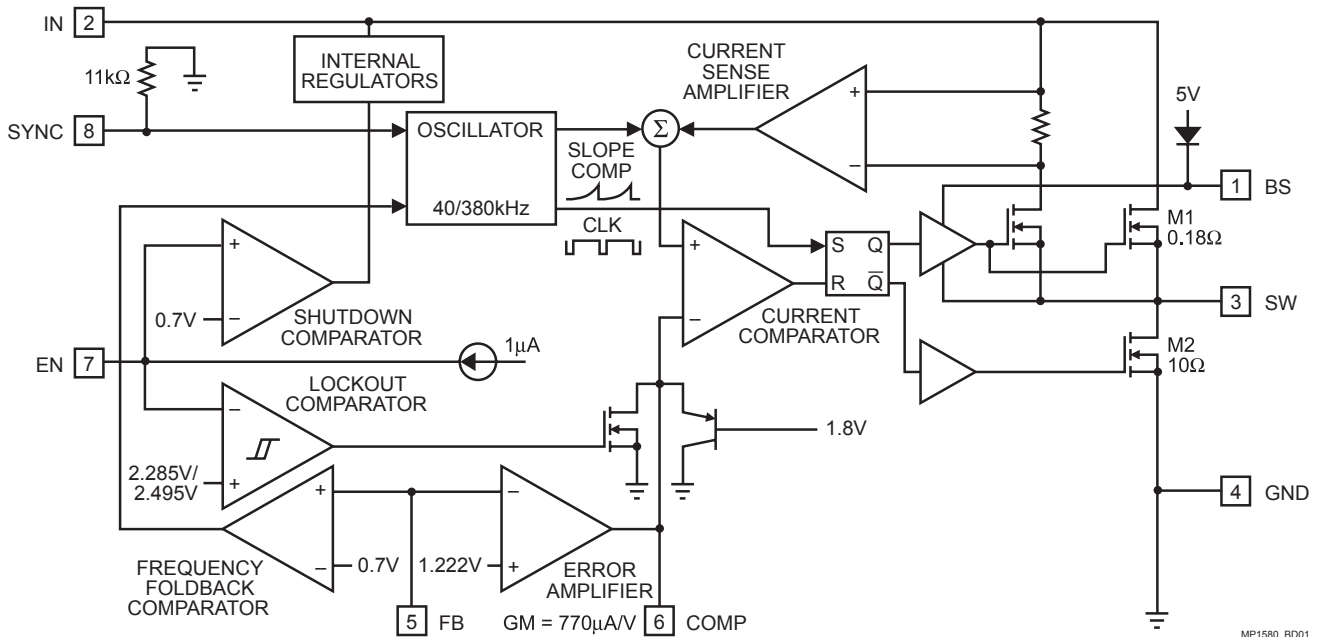 IN 2
INTERNAL
REGULATORS
CURRENT
SENSE
AMPLIFIER
11kΩ
+
−
5V
SYNC 8
OSCILLATOR
40/380kHz
Σ
SLOPE
COMP
CLK
1 BS
M1
0.18Ω
+
−
0.7V
SHUTDOWN
COMPARATOR
+
−
CURRENT
COMPARATOR
S Q
R Q̅
3 SW
M2
10Ω
EN 7
1µA
LOCKOUT
COMPARATOR
−
+
2.285V/
2.495V
1.8V
4 GND
+
−
0.7V
FREQUENCY
FOLDBACK
COMPARATOR
−
+
1.222V
ERROR
AMPLIFIER
5 FB
GM = 770µA/V
6 COMP
MP1580_BD01